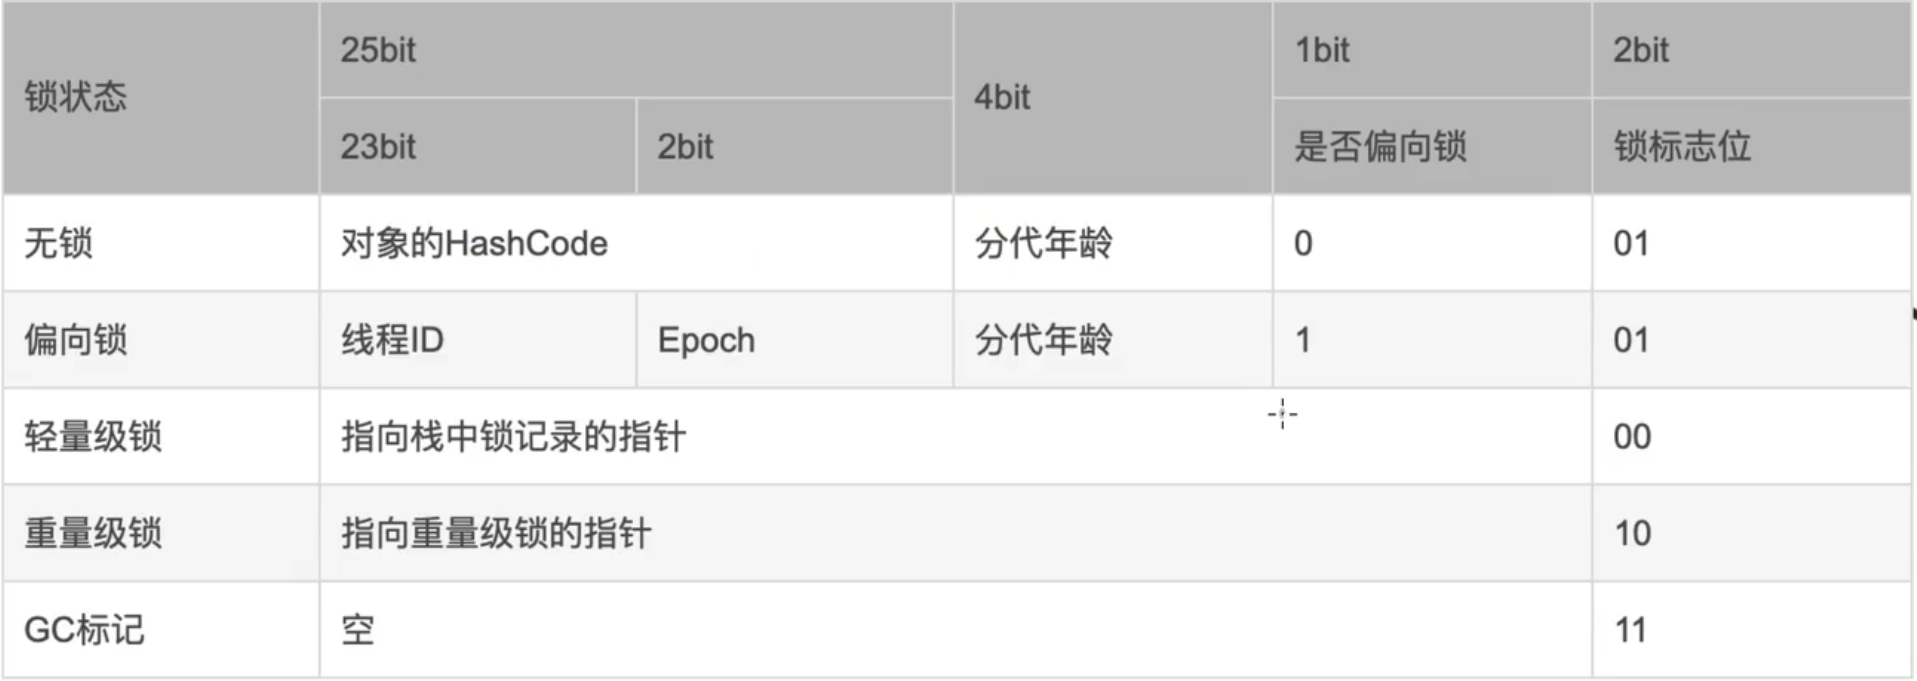 锁状态 25bit 4bit 1bit 2bit
23bit 2bit 是否偏向锁 锁标志位
无锁 对象的HashCode 分代年龄 0 01
偏向锁 线程ID Epoch 分代年龄 1 01
轻量级锁 指向栈中锁记录的指针 00
重量级锁 指向重量级锁的指针 10
GC标记 空 11